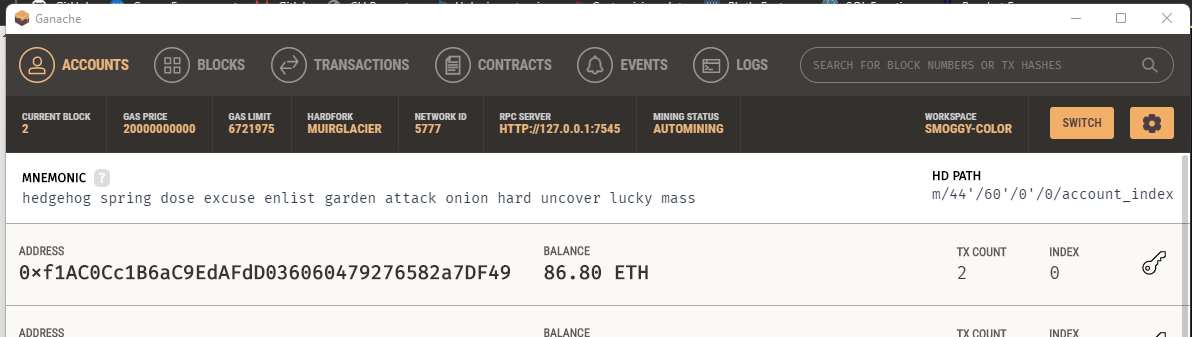 Ganache
ACCOUNTS BLOCKS TRANSACTIONS CONTRACTS EVENTS LOGS SEARCH FOR BLOCK NUMBERS OR TX HASHES
CURRENT BLOCK GAS PRICE GAS LIMIT HARDFORK NETWORK ID RPC SERVER MINING STATUS WORKSPACE
2 20000000000 6721975 MUIRGLACIER 5777 HTTP://127.0.0.1:7545 AUTOMINING SMOGGY-COLOR SWITCH
MNEMONIC ? HD PATH
hedgehog spring dose excuse enlist garden attack onion hard uncover lucky mass m/44'/60'/0'/0/account_index
ADDRESS BALANCE TX COUNT INDEX
0×f1AC0Cc1B6aC9EdAFdD036060479276582a7DF49 86.80 ETH 2 0
ADDRESS BALANCE TX COUNT INDEX